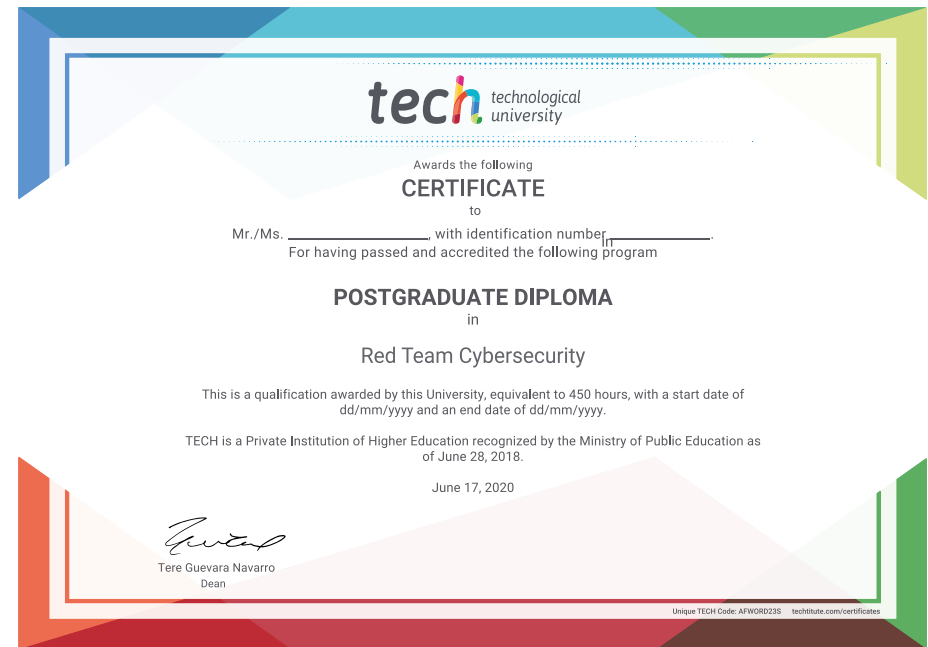 tech technological
university
Awards the following
CERTIFICATE
to
Mr./Ms. ____________, with identification number ____________.
In
For having passed and accredited the following program
POSTGRADUATE DIPLOMA
in
Red Team Cybersecurity
This is a qualification awarded by this University, equivalent to 450 hours, with a start date of
dd/mm/yyyy and an end date of dd/mm/yyyy.
TECH is a Private Institution of Higher Education recognized by the Ministry of Public Education as
of June 28, 2018.
June 17, 2020
Tere Guevara Navarro
Dean
Unique TECH Code: AFWORD23S techtitute.com/certificates